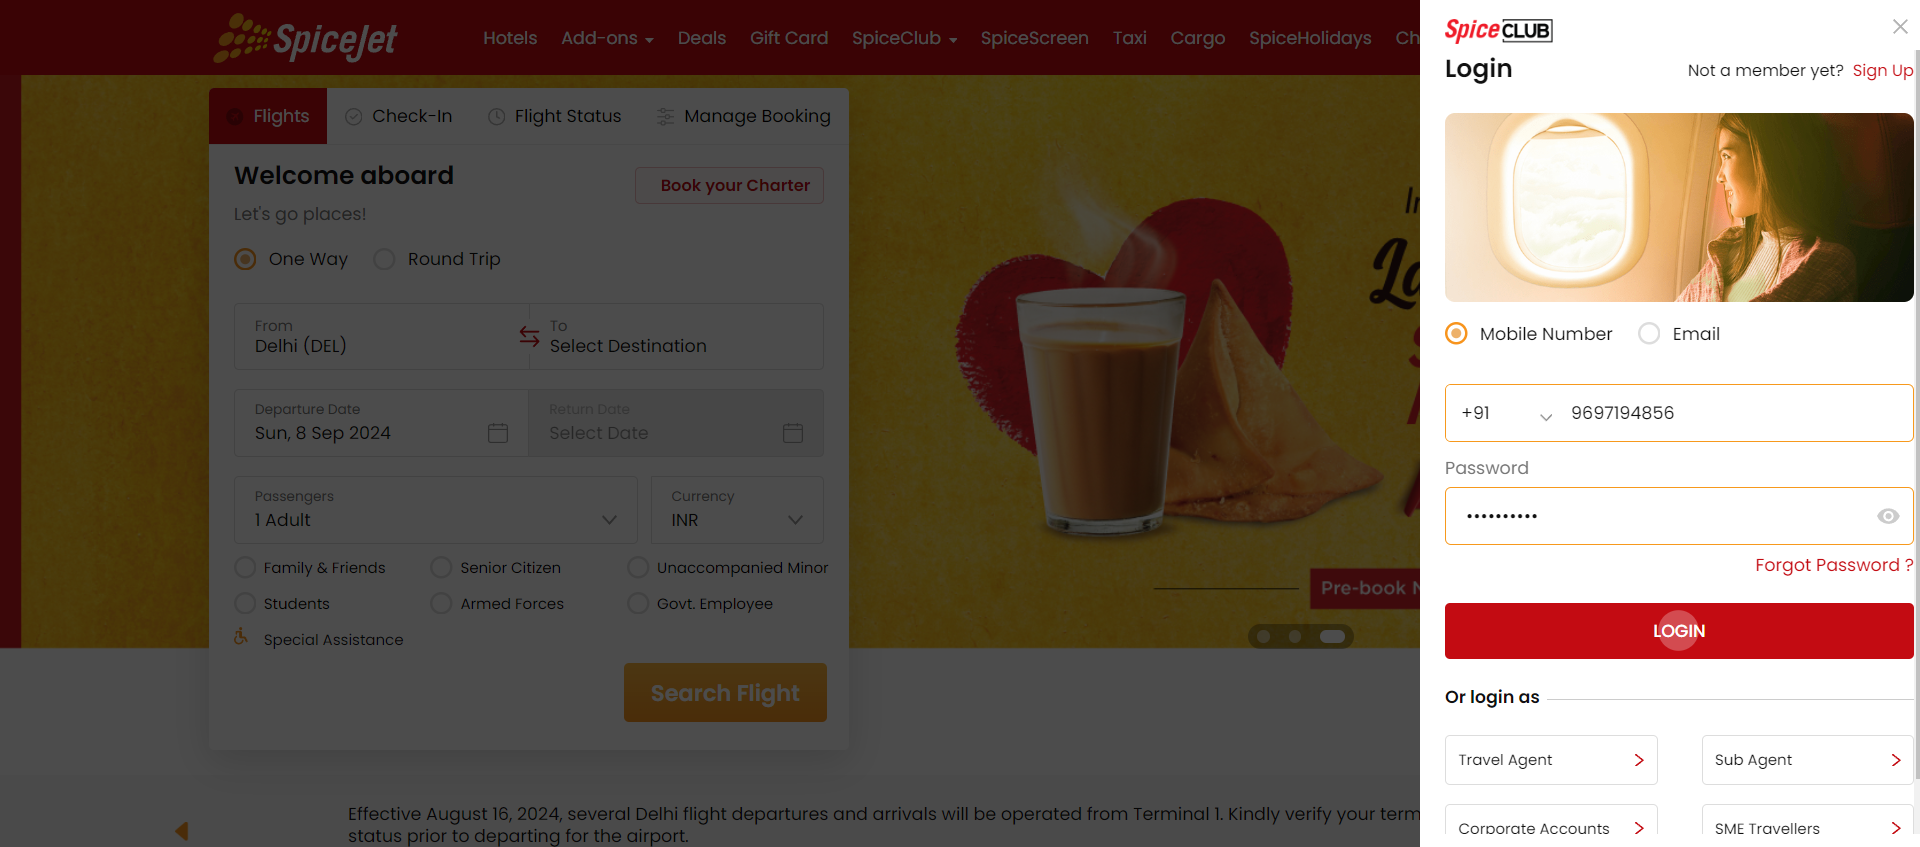 SpiceJet
Hotels Add-ons Deals Gift Card SpiceClub SpiceScreen Taxi Cargo SpiceHolidays Ch
Flights Check-In Flight Status Manage Booking
Welcome aboard
Book your Charter
Let's go places!
One Way Round Trip
From
Delhi (DEL)
To
Select Destination
Departure Date
Sun, 8 Sep 2024
Return Date
Select Date
Passengers
1 Adult
Currency
INR
Family & Friends Senior Citizen Unaccompanied Minor
Students Armed Forces Govt. Employee
Special Assistance
Search Flight
Pre-book
Effective August 16, 2024, several Delhi flight departures and arrivals will be operated from Terminal 1. Kindly verify your term
status prior to departing for the airport.
SpiceCLUB
Login
Not a member yet? Sign Up
Mobile Number Email
+91 9697194856
Password
••••••••••
Forgot Password ?
LOGIN
Or login as
Travel Agent Sub Agent
Corporate Accounts SME Travellers